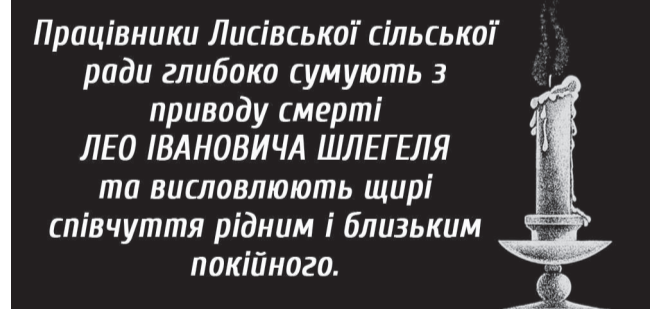 Працівники Лисівської сільської
ради глибоко сумують з
приводу смерті
ЛЕО ІВАНОВИЧА ШЛЕГЕЛЯ
та висловлюють щирі
співчуття рідним і близьким
покійного.